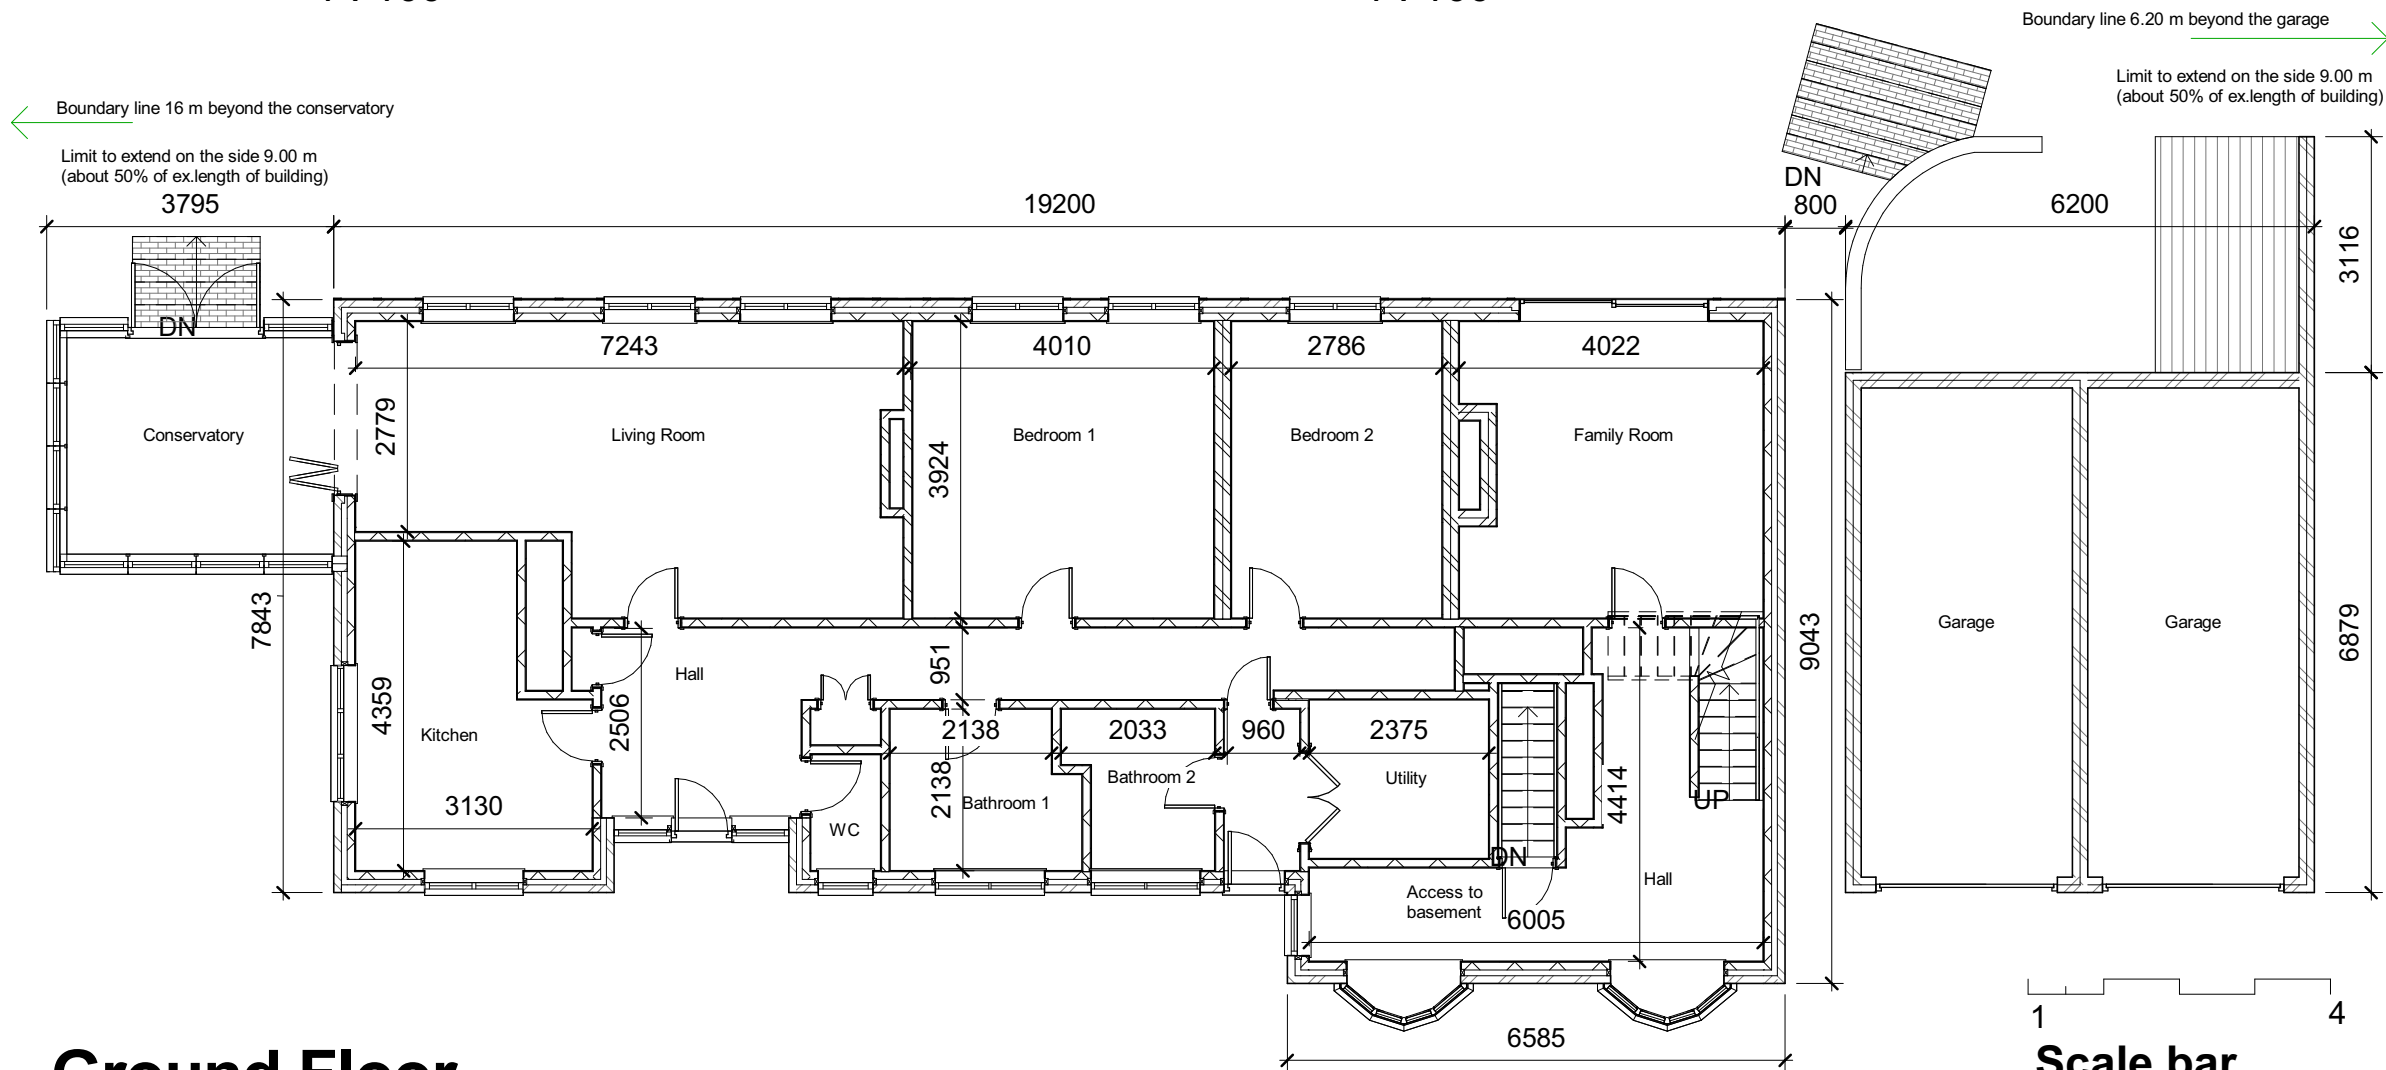 Boundary line 6.20 m beyond the garage
Limit to extend on the side 9.00 m
(about 50% of ex.length of building)
Boundary line 16 m beyond the conservatory
Limit to extend on the side 9.00 m
(about 50% of ex.length of building)
3795
19200
DN
800
6200
3116
DN
7243
4010
2786
4022
2779
3924
Conservatory
Living Room
Bedroom 1
Bedroom 2
Family Room
7843
9043
6879
Garage
Garage
4359
Hall
951
2506
Kitchen
2138
2033
960
2375
2138
Bathroom 2
Utility
4414
UP
3130
Bathroom 1
WC
DN
Hall
Access to
basement
6005
6585
1
4
Ground Floor
Scale bar